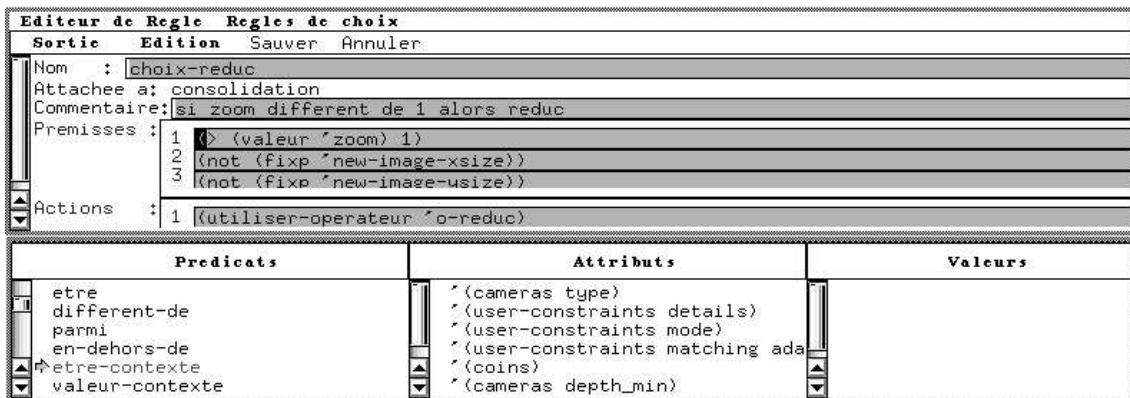 Editeur de Regle Regles de choix
Sortie Edition Sauver Annuler
Nom : choix-reduc
Attachee a: consolidation
Commentaire: si zoom different de 1 alors reduc
Premisses :
1 (> (valeur ´zoom) 1)
2 (not (fixp ´new-image-xsize))
3 (not (fixp ´new-image-ysize))
Actions :
1 (utiliser-operateur ´o-reduc)
Predicats Attributs Valeurs
etre ´(cameras type)
different-de ´(user-constraints details)
parmi ´(user-constraints mode)
en-dehors-de ´(user-constraints matching ada
etre-contexte ´(coins)
valeur-contexte ´(cameras depth_min)